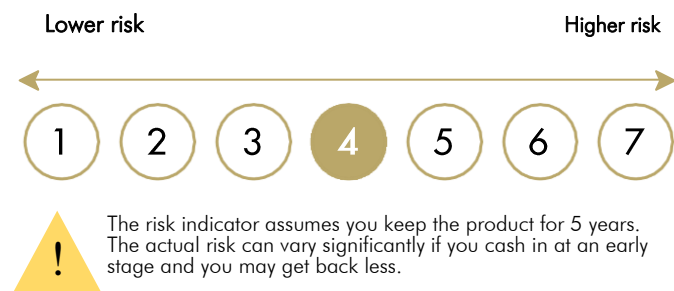 Lower risk
Higher risk
1 2 3 4 5 6 7
The risk indicator assumes you keep the product for 5 years.
! The actual risk can vary significantly if you cash in at an early
stage and you may get back less.